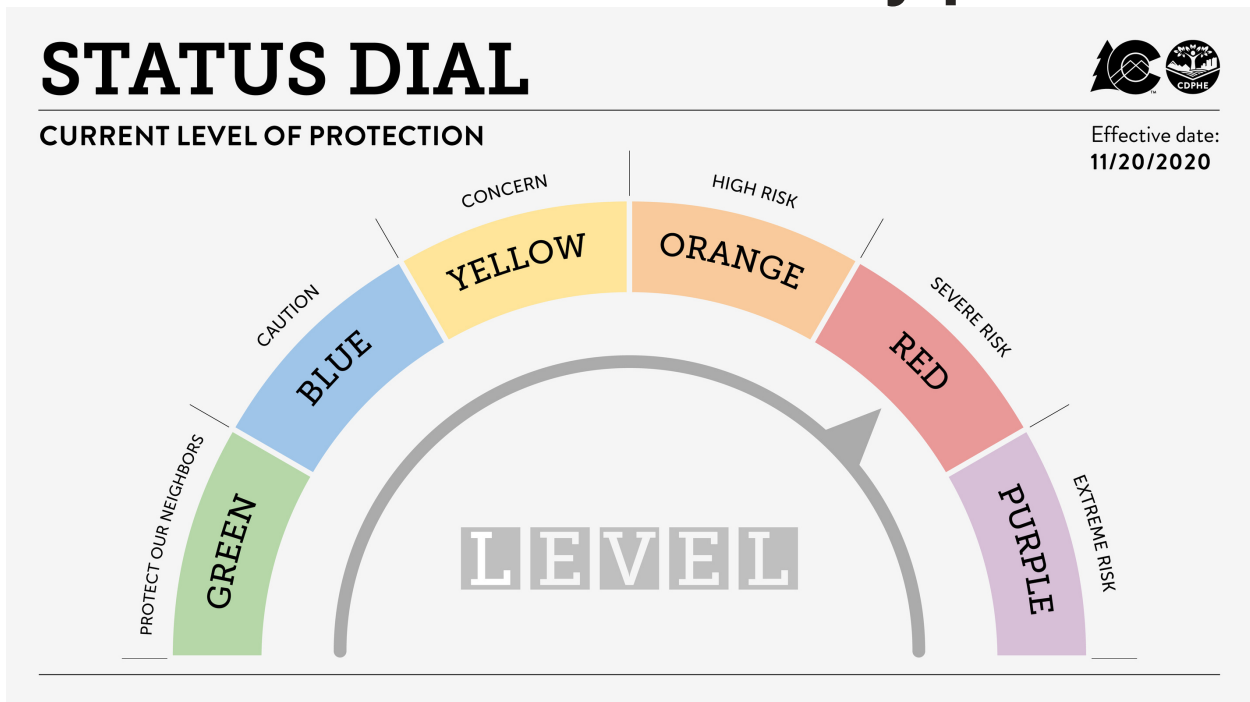 STATUS DIAL
CDPHE
CURRENT LEVEL OF PROTECTION
Effective date:
11/20/2020
PROTECT OUR NEIGHBORS
GREEN
CAUTION
BLUE
CONCERN
YELLOW
HIGH RISK
ORANGE
SEVERE RISK
RED
EXTREME RISK
PURPLE
LEVEL